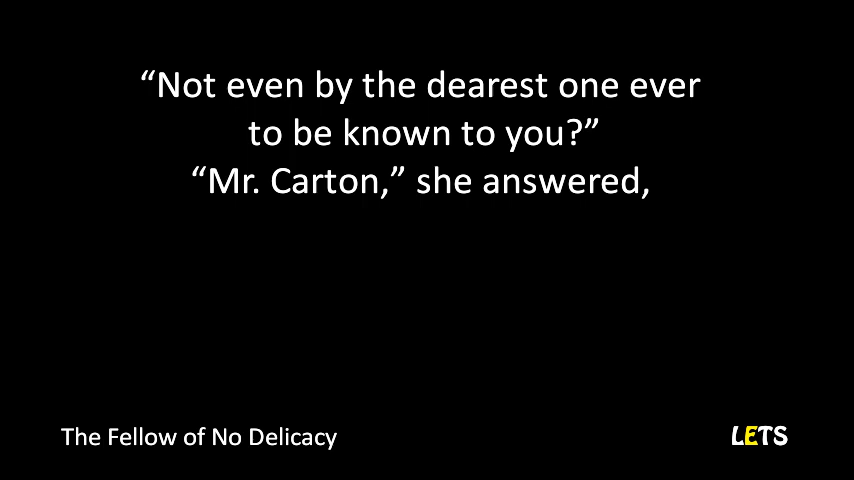 “Not even by the dearest one ever
to be known to you?”
“Mr. Carton,” she answered,
The Fellow of No Delicacy
LETS